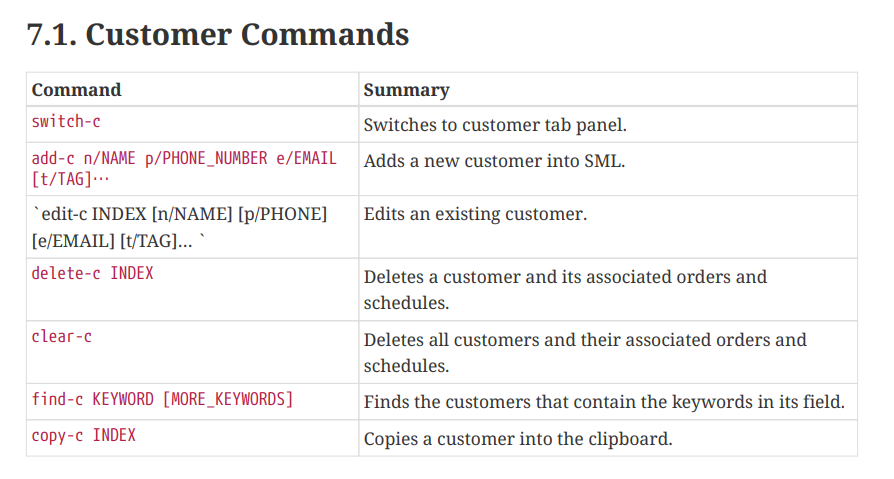 7.1. Customer Commands
Command Summary
switch-c Switches to customer tab panel.
add-c n/NAME p/PHONE_NUMBER e/EMAIL Adds a new customer into SML.
[t/TAG]…
`edit-c INDEX [n/NAME] [p/PHONE] Edits an existing customer.
[e/EMAIL] [t/TAG]… `
delete-c INDEX Deletes a customer and its associated orders and
schedules.
clear-c Deletes all customers and their associated orders and
schedules.
find-c KEYWORD [MORE_KEYWORDS] Finds the customers that contain the keywords in its field.
copy-c INDEX Copies a customer into the clipboard.